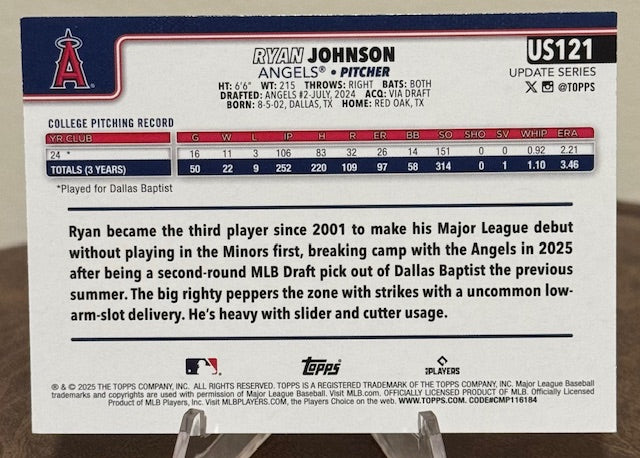 A
US121
RYAN JOHNSON
ANGELS® • PITCHER
UPDATE SERIES
HT: 6'6" WT: 215 THROWS: RIGHT BATS: BOTH
@TOPPS
DRAFTED: ANGELS #2-JULY, 2024 ACQ: VIA DRAFT
BORN: 8-5-02, DALLAS, TX HOME: RED OAK, TX
COLLEGE PITCHING RECORD
YR CLUB G W L IP H R ER BB SO SHO SV WHIP ERA
24 * 16 11 3 106 83 32 26 14 151 0 0 0.92 2.21
TOTALS (3 YEARS) 50 22 9 252 220 109 97 58 314 0 1 1.10 3.46
*Played for Dallas Baptist
Ryan became the third player since 2001 to make his Major League debut
without playing in the Minors first, breaking camp with the Angels in 2025
after being a second-round MLB Draft pick out of Dallas Baptist the previous
summer. The big righty peppers the zone with strikes with a uncommon low-
arm-slot delivery. He's heavy with slider and cutter usage.
Topps®
PLAYERS
® & © 2025 THE TOPPS COMPANY, INC. ALL RIGHTS RESERVED. TOPPS IS A REGISTERED TRADEMARK OF THE TOPPS COMPANY, INC. Major League Baseball
trademarks and copyrights are used with permission of Major League Baseball. Visit MLB.com. OFFICIALLY LICENSED PRODUCT OF MLB. Officially Licensed
Product of MLB Players, Inc. Visit MLBPLAYERS.COM, the Players Choice on the web. WWW.TOPPS.COM. CODE#CMP116184